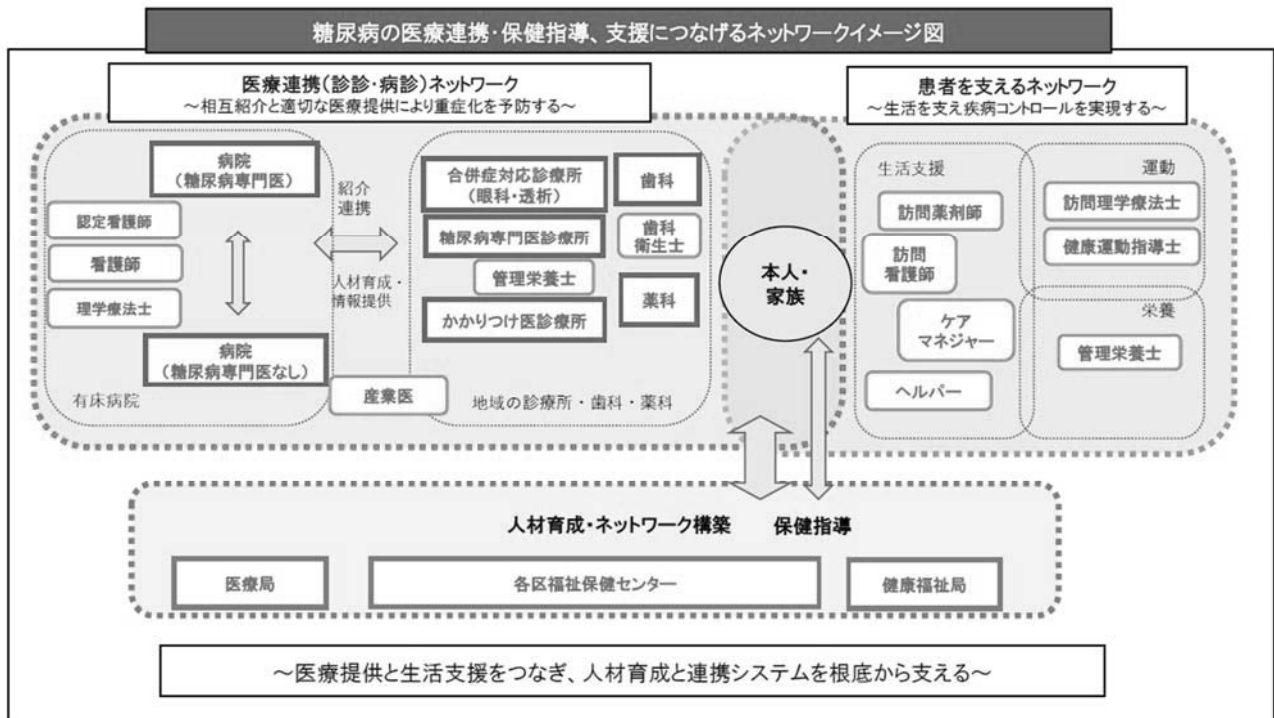 糖尿病の医療連携・保健指導、支援につなげるネットワークイメージ図
医療連携（診診・病診）ネットワーク
～相互紹介と適切な医療提供により重症化を予防する～
患者を支えるネットワーク
～生活を支え疾病コントロールを実現する～
病院
（糖尿病専門医）
認定看護師
看護師
理学療法士
病院
（糖尿病専門医なし）
有床病院
紹介
連携
人材育成・
情報提供
産業医
合併症対応診療所
（眼科・透析）
糖尿病専門医診療所
管理栄養士
かかりつけ医診療所
歯科
歯科
衛生士
薬科
地域の診療所・歯科・薬科
本人・
家族
生活支援
訪問薬剤師
訪問
看護師
ケア
マネジャー
ヘルパー
運動
訪問理学療法士
健康運動指導士
栄養
管理栄養士
人材育成・ネットワーク構築
保健指導
医療局
各区福祉保健センター
健康福祉局
～医療提供と生活支援をつなぎ、人材育成と連携システムを根底から支える～